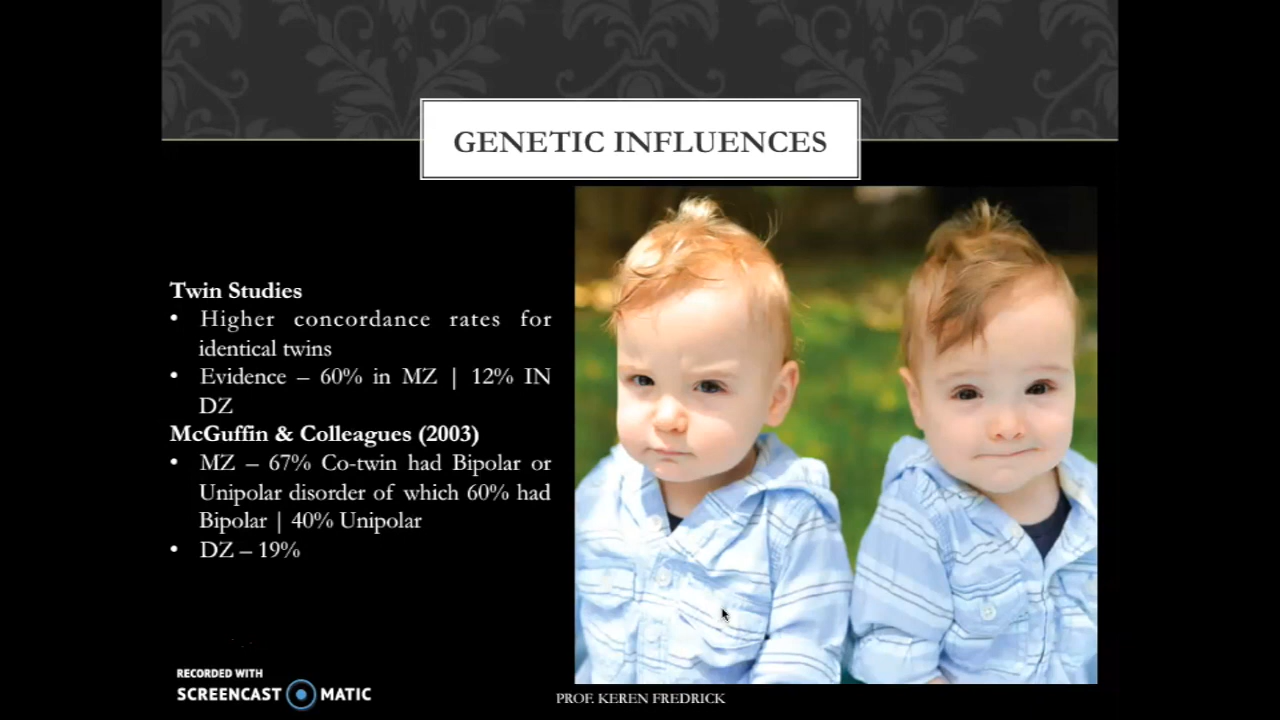 GENETIC INFLUENCES
Twin Studies
• Higher concordance rates for
identical twins
• Evidence – 60% in MZ | 12% IN
DZ
McGuffin & Colleagues (2003)
• MZ – 67% Co-twin had Bipolar or
Unipolar disorder of which 60% had
Bipolar | 40% Unipolar
• DZ – 19%
RECORDED WITH
SCREENCAST MATIC
PROF. KEREN FREDRICK